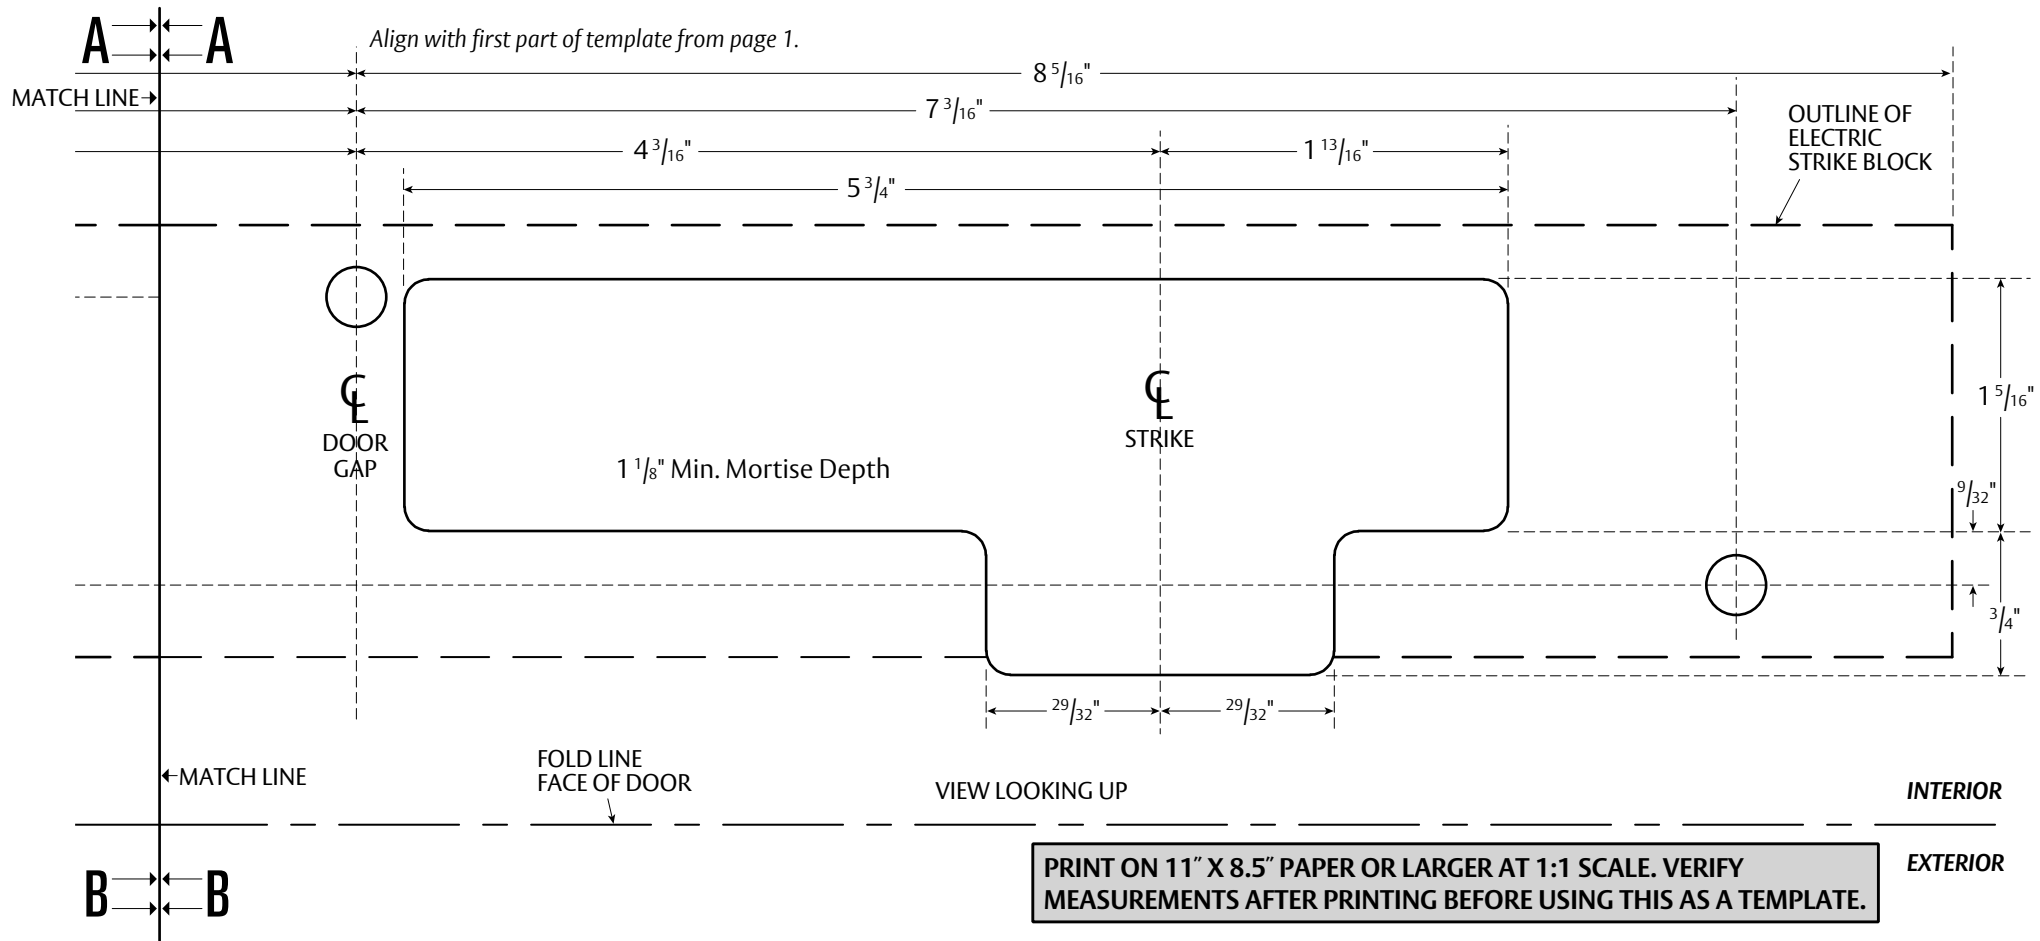 A A
Align with first part of template from page 1.
8 5/16"
MATCH LINE
7 3/16"
OUTLINE OF
ELECTRIC
STRIKE BLOCK
4 3/16"
1 13/16"
5 3/4"
℄
DOOR
GAP
℄
STRIKE
1 5/16"
1 1/8" Min. Mortise Depth
9/32"
3/4"
29/32"
29/32"
FOLD LINE
FACE OF DOOR
MATCH LINE
VIEW LOOKING UP
INTERIOR
PRINT ON 11″ X 8.5″ PAPER OR LARGER AT 1:1 SCALE. VERIFY
MEASUREMENTS AFTER PRINTING BEFORE USING THIS AS A TEMPLATE.
EXTERIOR
B B